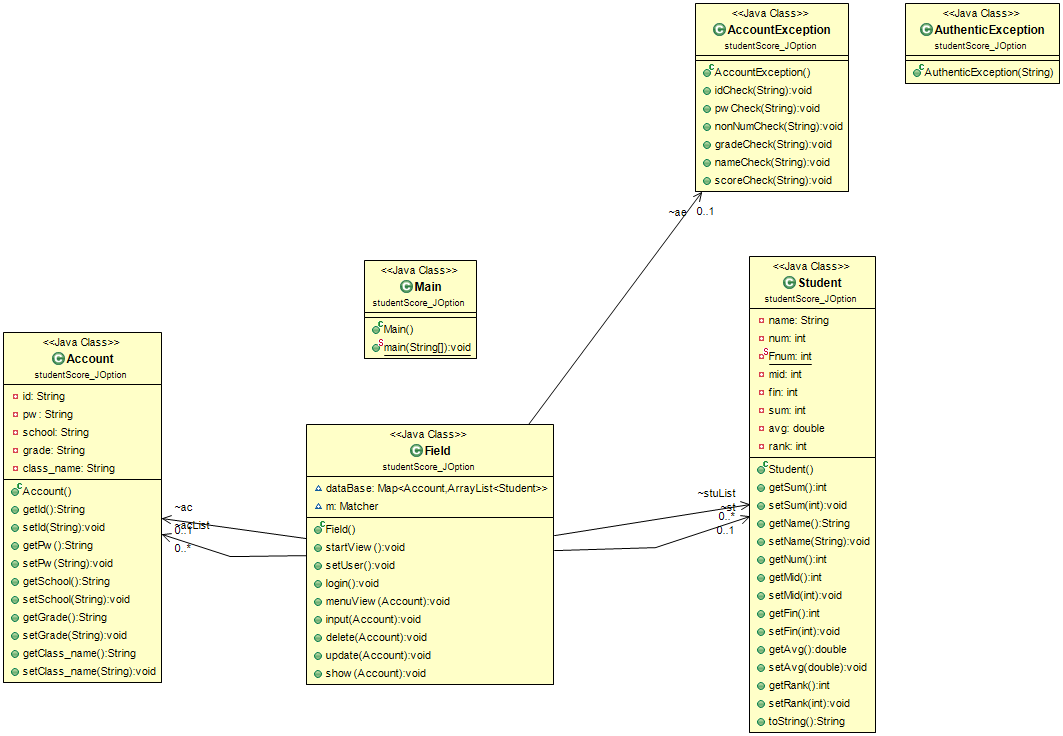 <<Java Class>>
AccountException
studentScore_JOption
AccountException()
idCheck(String):void
pwCheck(String):void
nonNumCheck(String):void
gradeCheck(String):void
nameCheck(String):void
scoreCheck(String):void
<<Java Class>>
AuthenticException
studentScore_JOption
AuthenticException(String)
~ae
0..1
<<Java Class>>
Main
studentScore_JOption
Main()
main(String[]):void
<<Java Class>>
Student
studentScore_JOption
name: String
num: int
Fnum: int
mid: int
fin: int
sum: int
avg: double
rank: int
Student()
getSum():int
setSum(int):void
getName():String
setName(String):void
getNum():int
getMid():int
setMid(int):void
getFin():int
setFin(int):void
getAvg():double
setAvg(double):void
getRank():int
setRank(int):void
toString():String
<<Java Class>>
Account
studentScore_JOption
id: String
pw: String
school: String
grade: String
class_name: String
Account()
getId():String
setId(String):void
getPw():String
setPw(String):void
getSchool():String
setSchool(String):void
getGrade():String
setGrade(String):void
getClass_name():String
setClass_name(String):void
~ac
~acList
0..1
0..*
<<Java Class>>
Field
studentScore_JOption
dataBase: Map<Account,ArrayList<Student>>
m: Matcher
Field()
startView():void
setUser():void
login():void
menuView(Account):void
input(Account):void
delete(Account):void
update(Account):void
show(Account):void
~stuList
~st
0..*
0..1